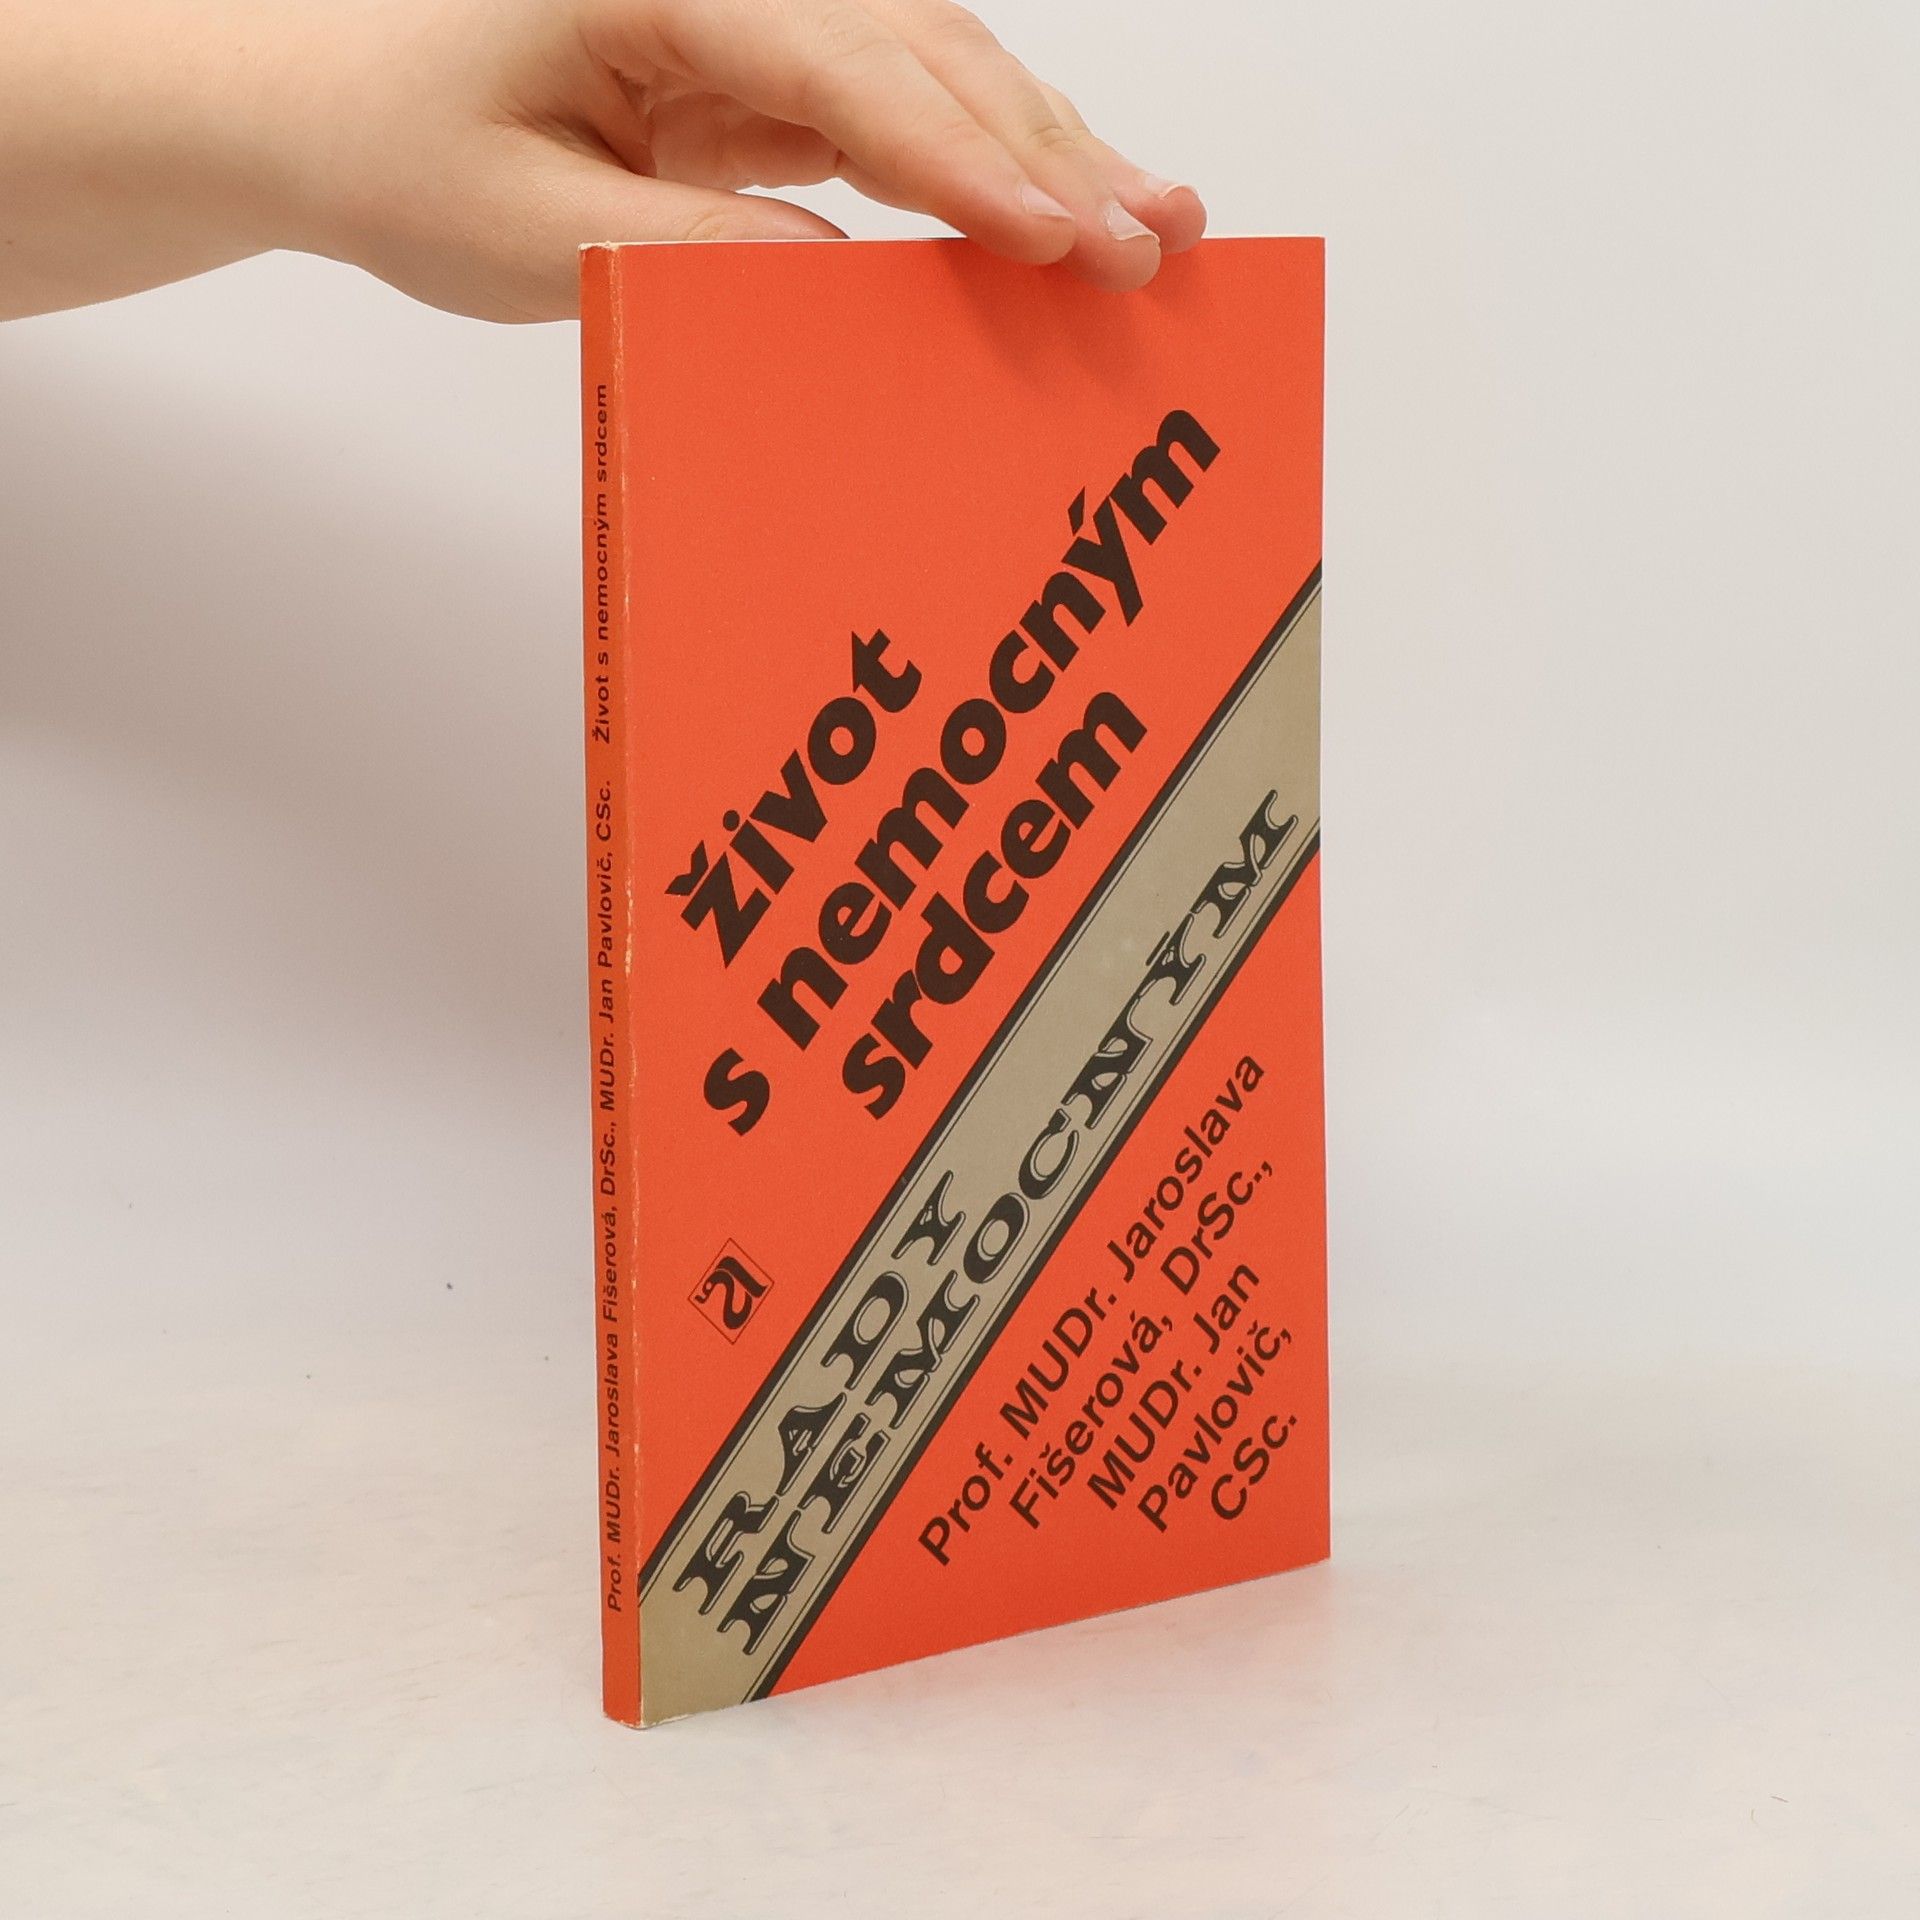 Prof. MUDr. Jaroslava Fišerová, DrSc., MUDr. Jan Pavlovič, CSc. Život s nemocným srdcem
Život
s nemocným
srdcem
RADY
NEMOCNÝM
Prof. MUDr. Jaroslava
Fišerová, DrSc.,
MUDr. Jan
Pavlovič,
CSc.